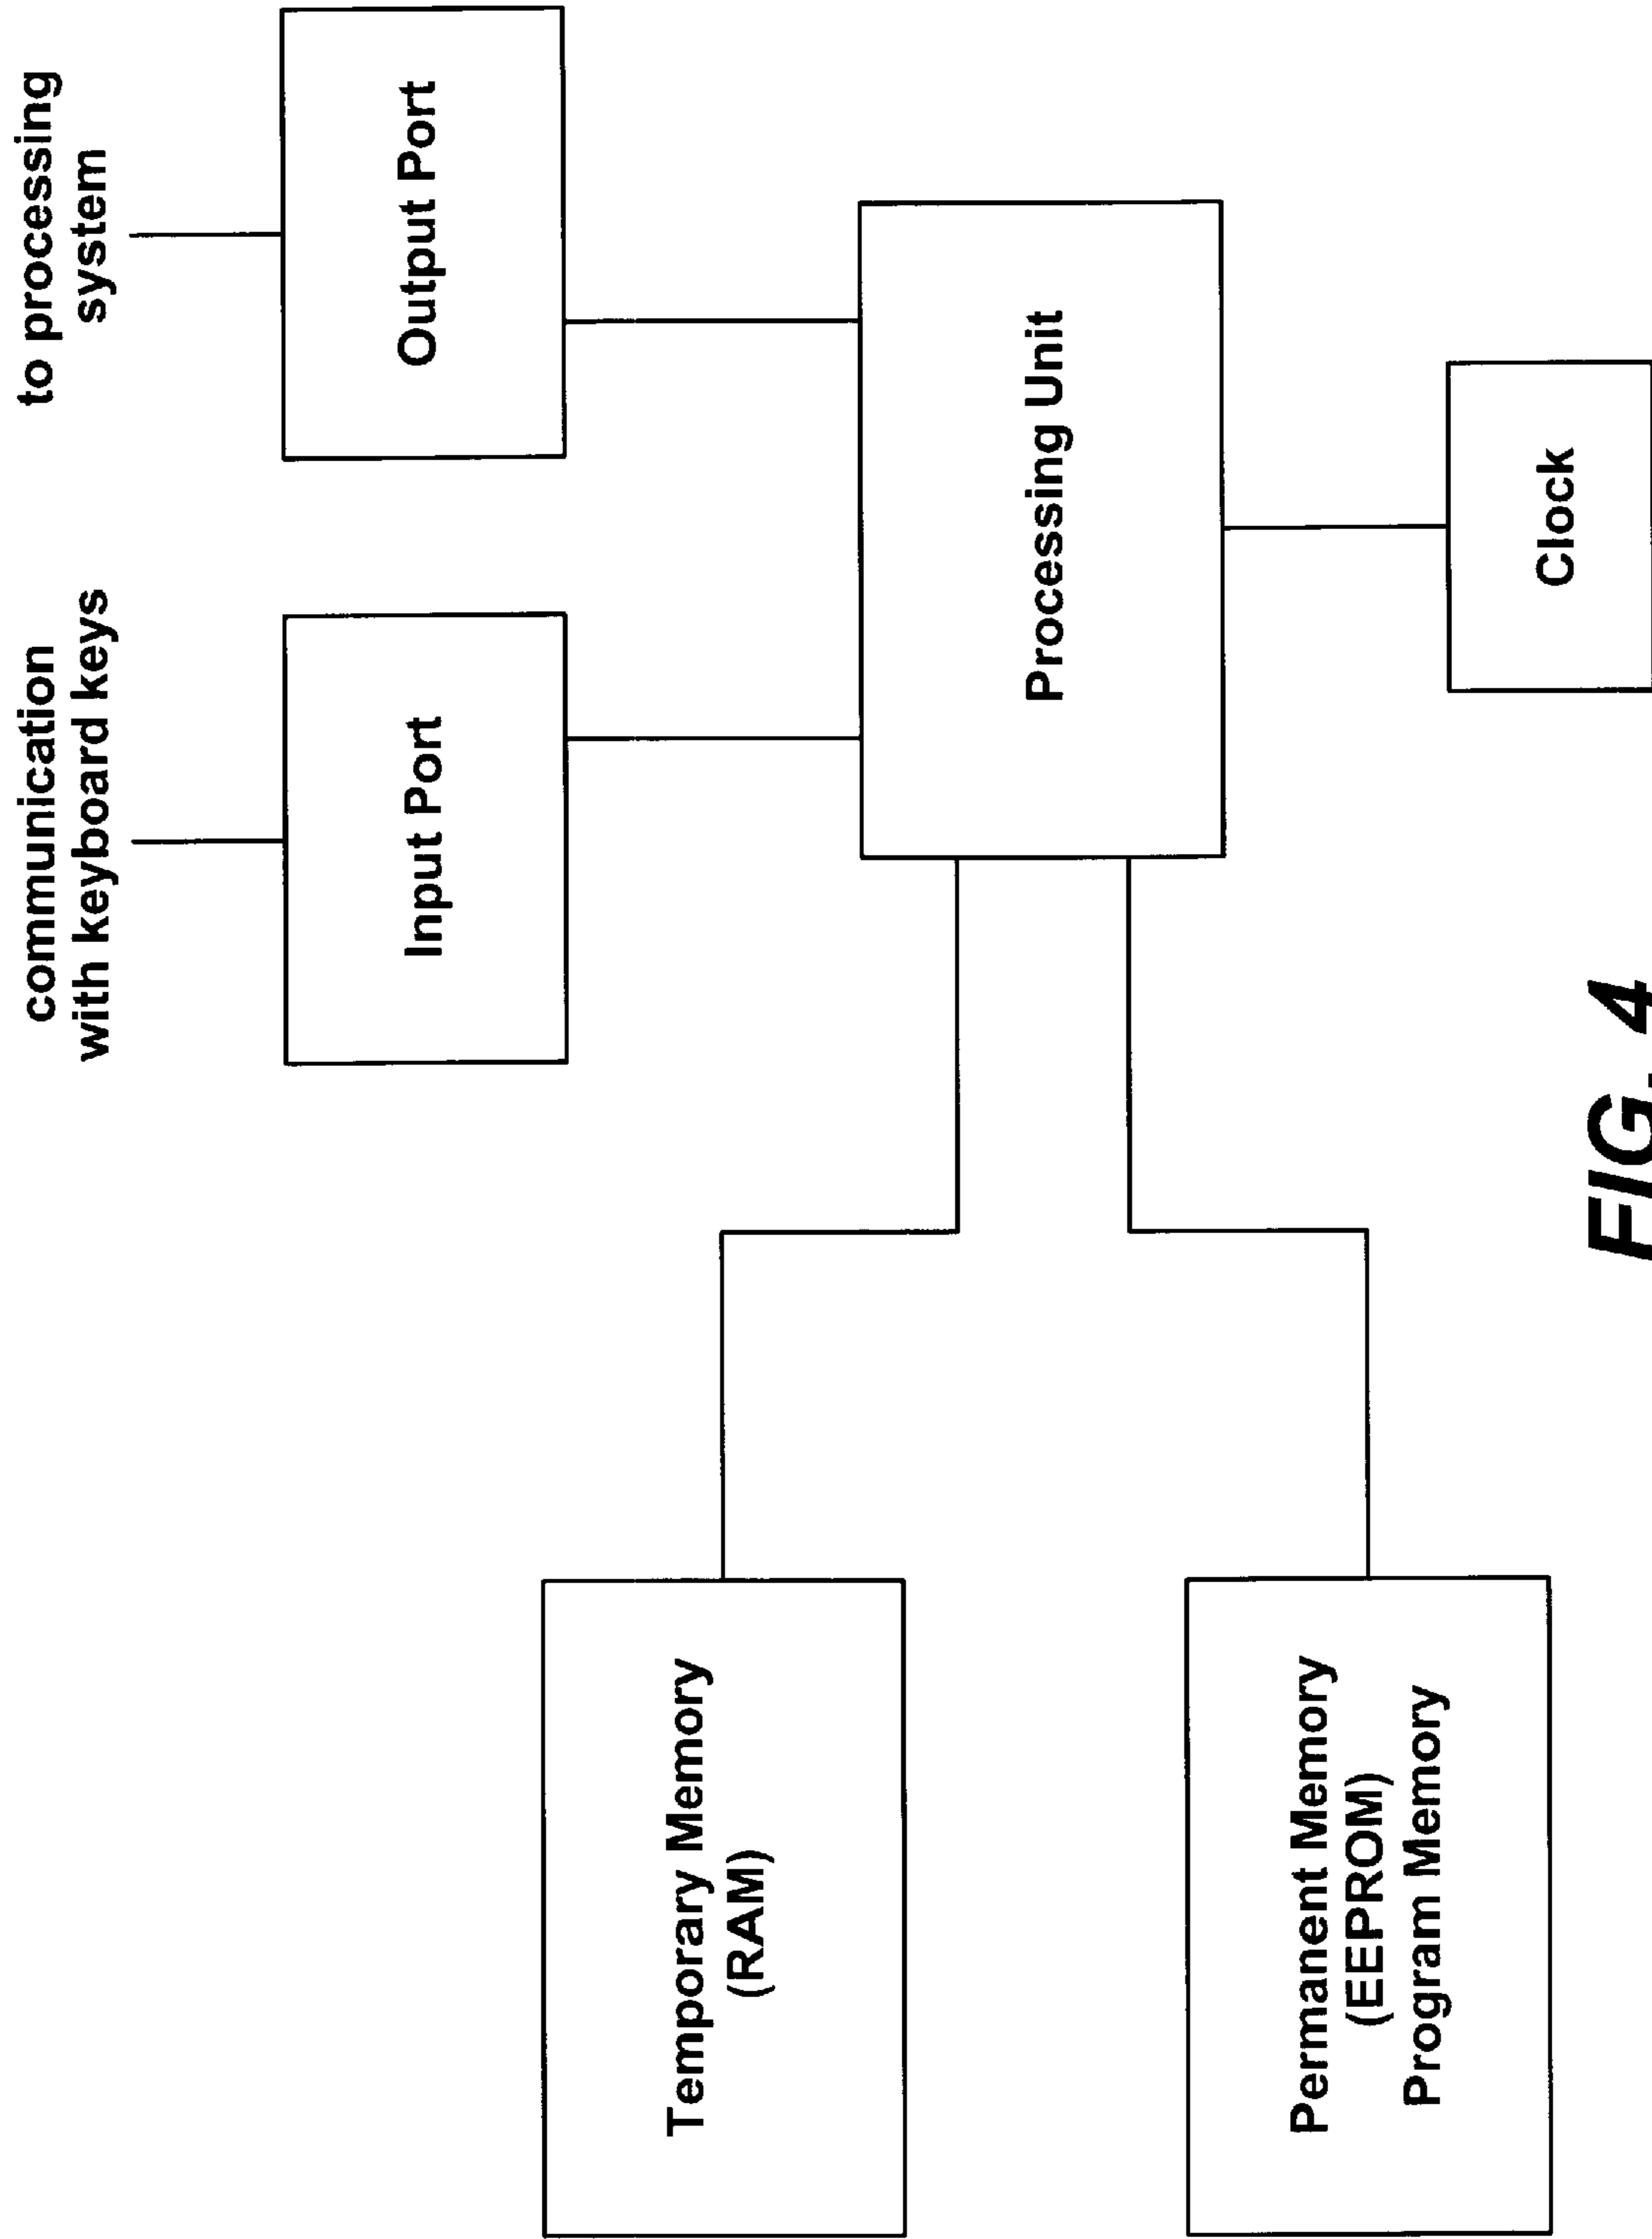 communication
with keyboard keys
to processing
system
Input Port
Output Port
Temporary Memory
(RAM)
Processing Unit
Permanent Memory
(EEPROM)
Program Memory
Clock
FIG. 4